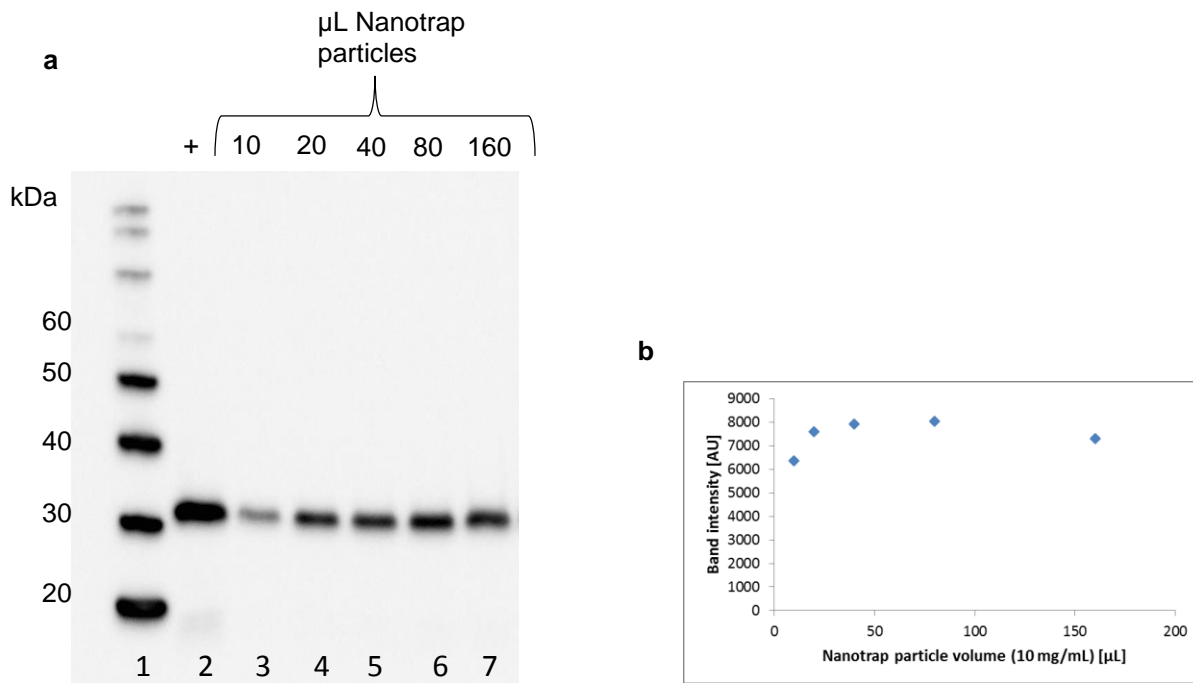 a
µL Nanotrap
particles
+ 10 20 40 80 160
kDa
60
50
40
30
20
1 2 3 4 5 6 7
b
Band intensity [AU]
9000
8000
7000
6000
5000
4000
3000
2000
1000
0
0 50 100 150 200
Nanotrap particle volume (10 mg/mL) [µL]